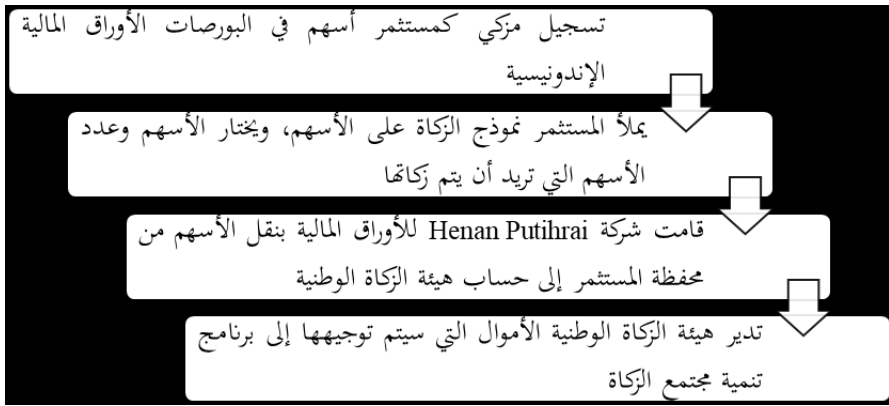 تسجيل مزكي كمستثمر أسهم في البورصات الأوراق المالية
الإندونيسية
يملأ المستثمر نموذج الزكاة على الأسهم، ويختار الأسهم وعدد
الأسهم التي تريد أن يتم زكاتها
قامت شركة Henan Putihrai للأوراق المالية بنقل الأسهم من
محفظة المستثمر إلى حساب هيئة الزكاة الوطنية
تدير هيئة الزكاة الوطنية الأموال التي سيتم توجيهها إلى برنامج
تنمية مجتمع الزكاة